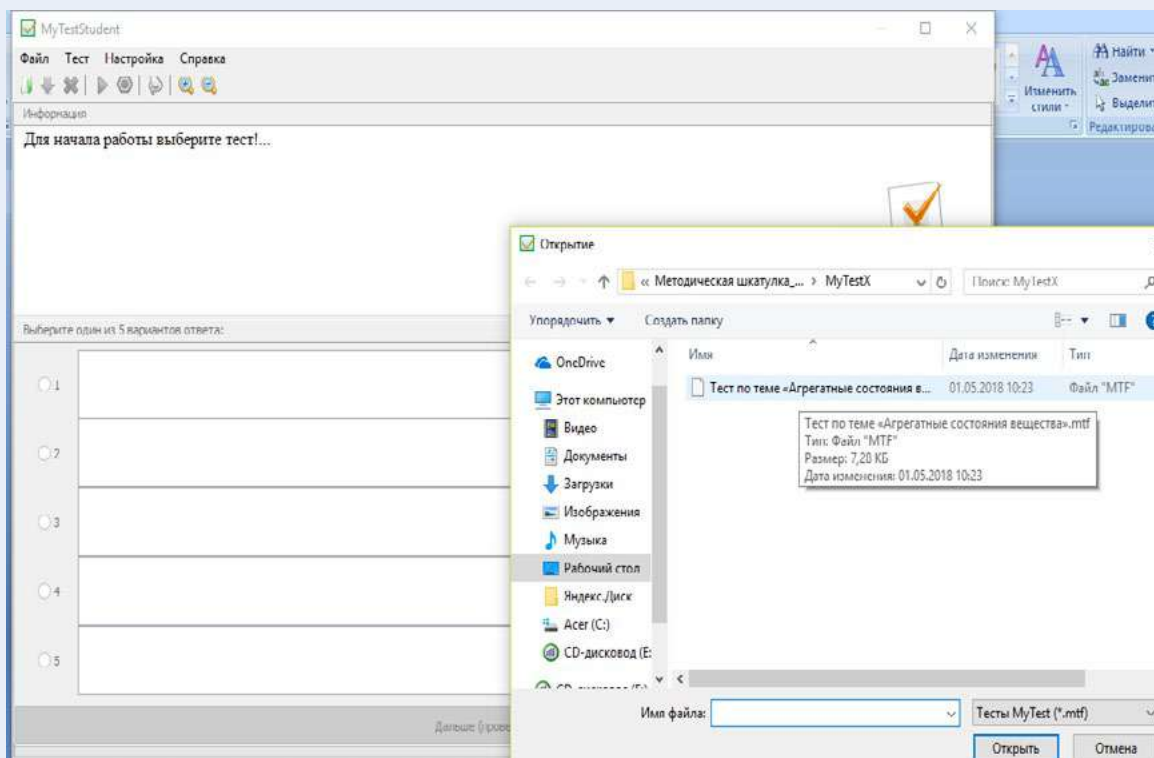 MyTestStudent
Файл Тест Настройка Справка
Информация
Для начала работы выберите тест!...
Выберите один из 5 вариантов ответа:
1
2
3
4
5
Дальше (прове
Изменить стили
Найти
Заменит
Выделит
Редактирова
Открытие
« Методическая шкатулка_... > MyTestX
Поиск: MyTestX
Упорядочить
Создать папку
OneDrive
Этот компьютер
Видео
Документы
Загрузки
Изображения
Музыка
Рабочий стол
Яндекс.Диск
Acer (C:)
CD-дисковод (E:
Имя Дата изменения Тип
Тест по теме «Агрегатные состояния в... 01.05.2018 10:23 Файл "MTF"
Тест по теме «Агрегатные состояния вещества».mtf
Тип: Файл "MTF"
Размер: 7,20 КБ
Дата изменения: 01.05.2018 10:23
Имя файла:
Тесты MyTest (*.mtf)
Открыть Отмена